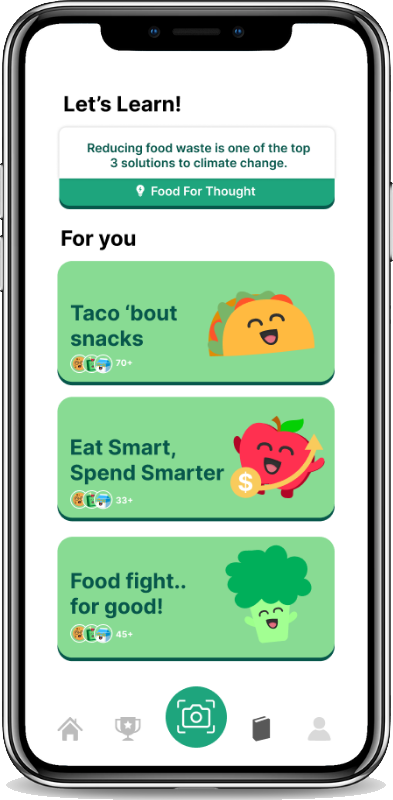 Let’s Learn!
Reducing food waste is one of the top
3 solutions to climate change.
Food For Thought
For you
Taco ‘bout
snacks
70+
Eat Smart,
Spend Smarter
$
33+
Food fight..
for good!
45+